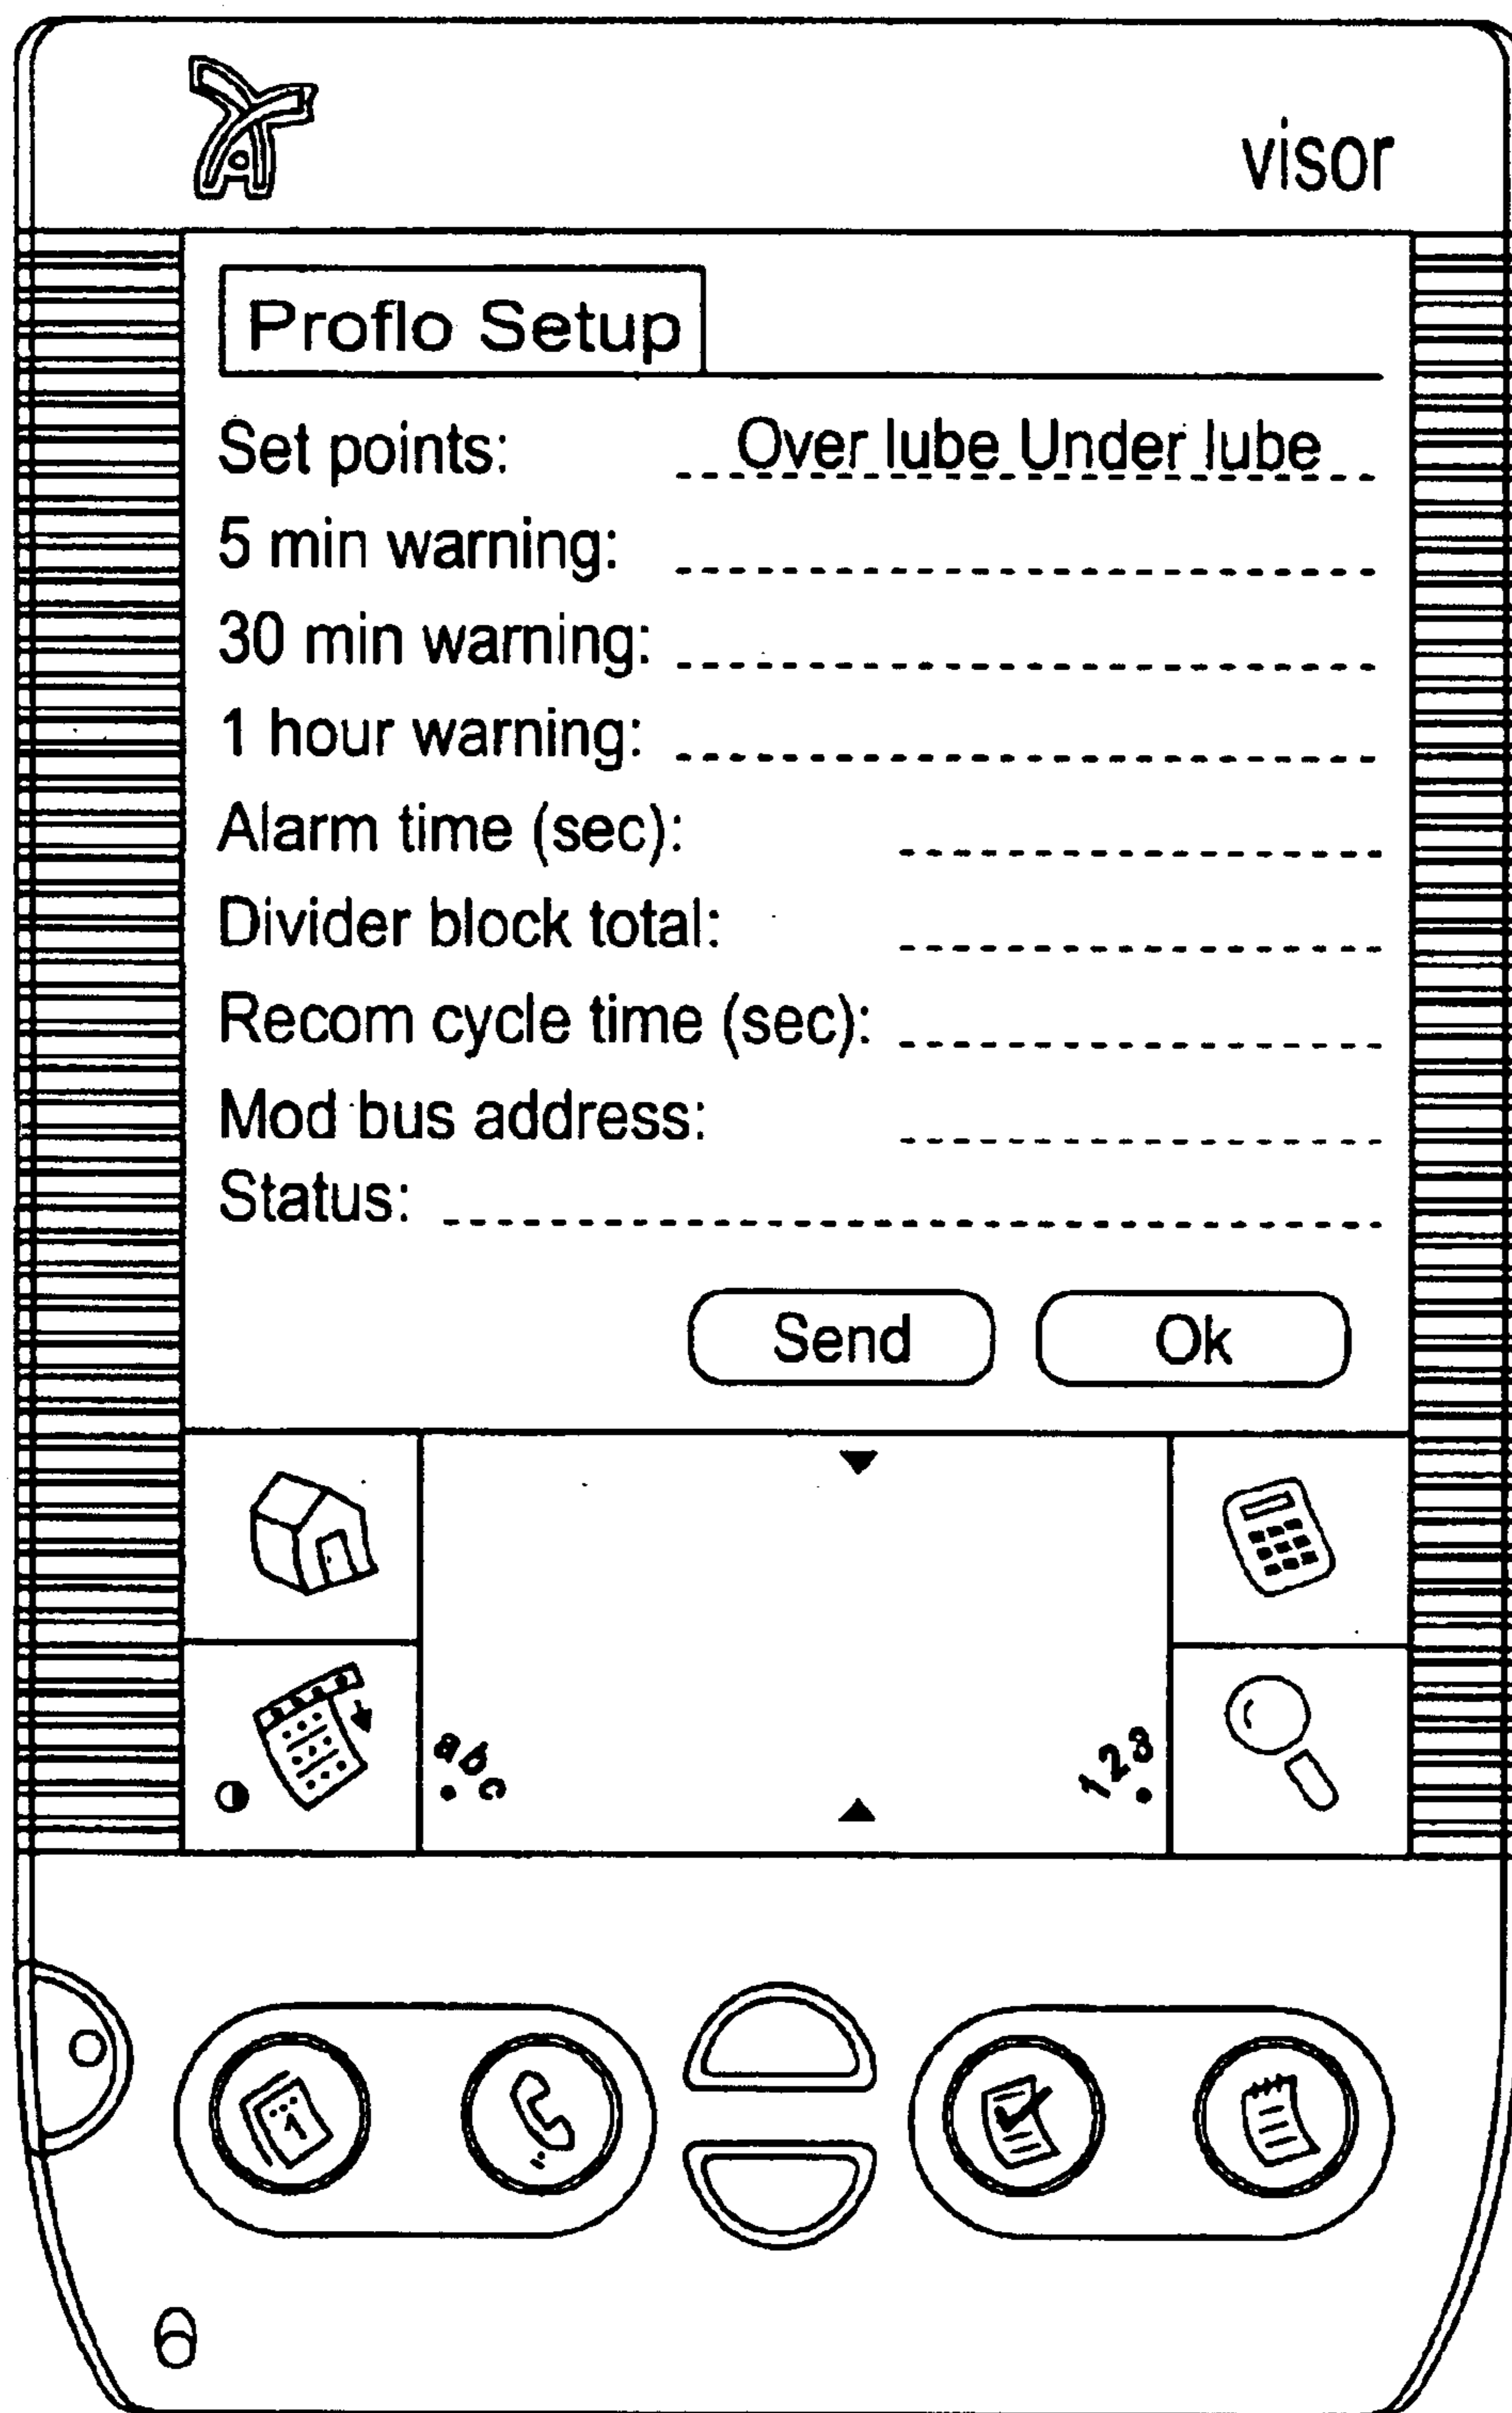 visor
Proflo Setup
Set points: Over lube Under lube
5 min warning:
30 min warning:
1 hour warning:
Alarm time (sec):
Divider block total:
Recom cycle time (sec):
Mod bus address:
Status:
Send Ok
abc 123
1